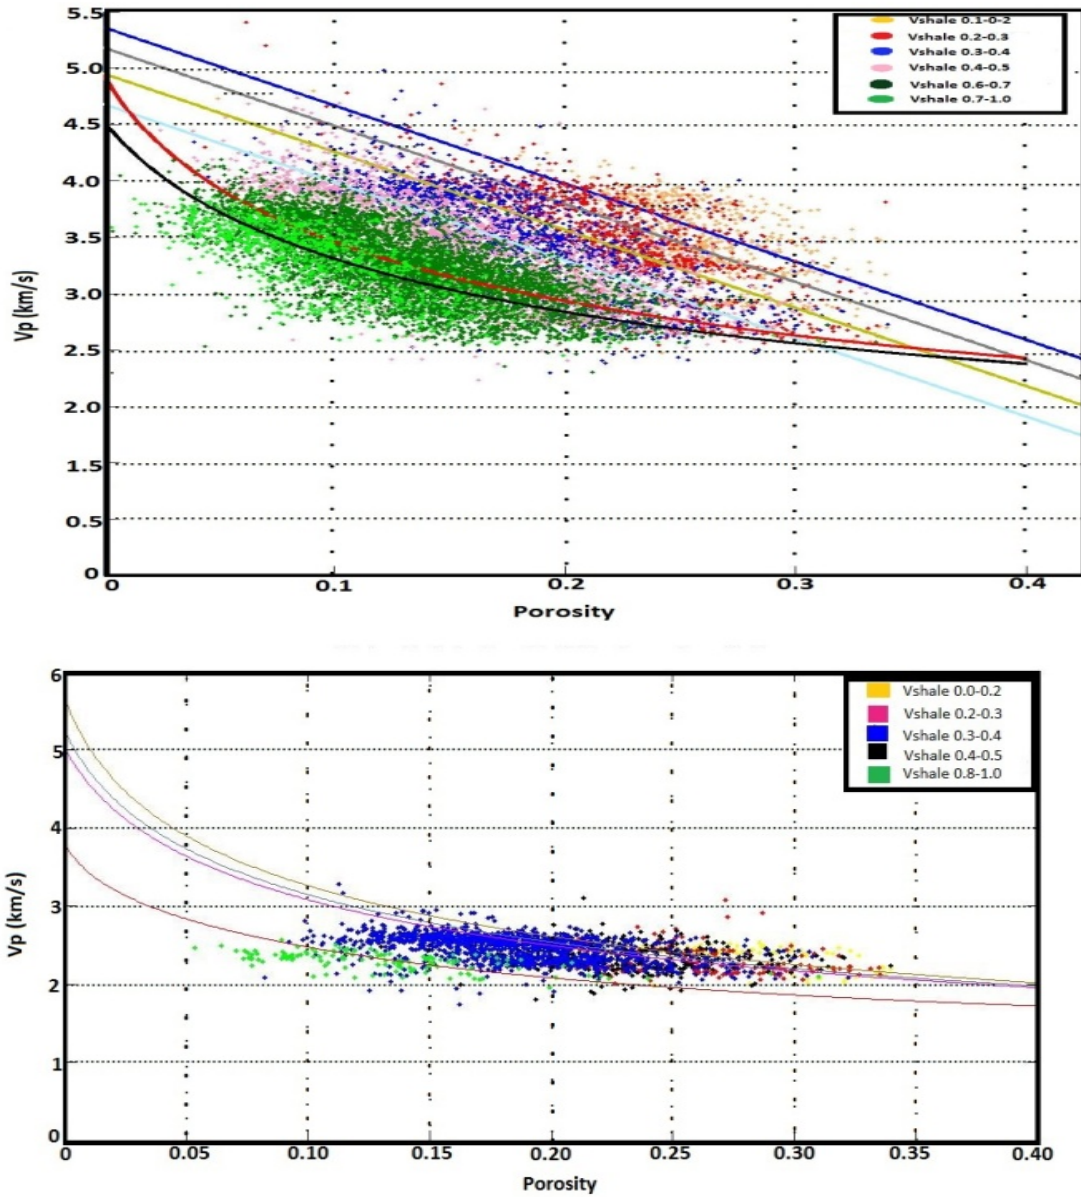 5.5
5.0
4.5
4.0
3.5
3.0
2.5
2.0
1.5
0.5
0
Vp (km/s)
Vshale 0.1-0-2
Vshale 0.2-0.3
Vshale 0.3-0.4
Vshale 0.4-0.5
Vshale 0.6-0.7
Vshale 0.7-1.0
0 0.1 0.2 0.3 0.4
Porosity
6
5
4
3
2
1
0
Vp (km/s)
Vshale 0.0-0.2
Vshale 0.2-0.3
Vshale 0.3-0.4
Vshale 0.4-0.5
Vshale 0.8-1.0
0 0.05 0.10 0.15 0.20 0.25 0.30 0.35 0.40
Porosity